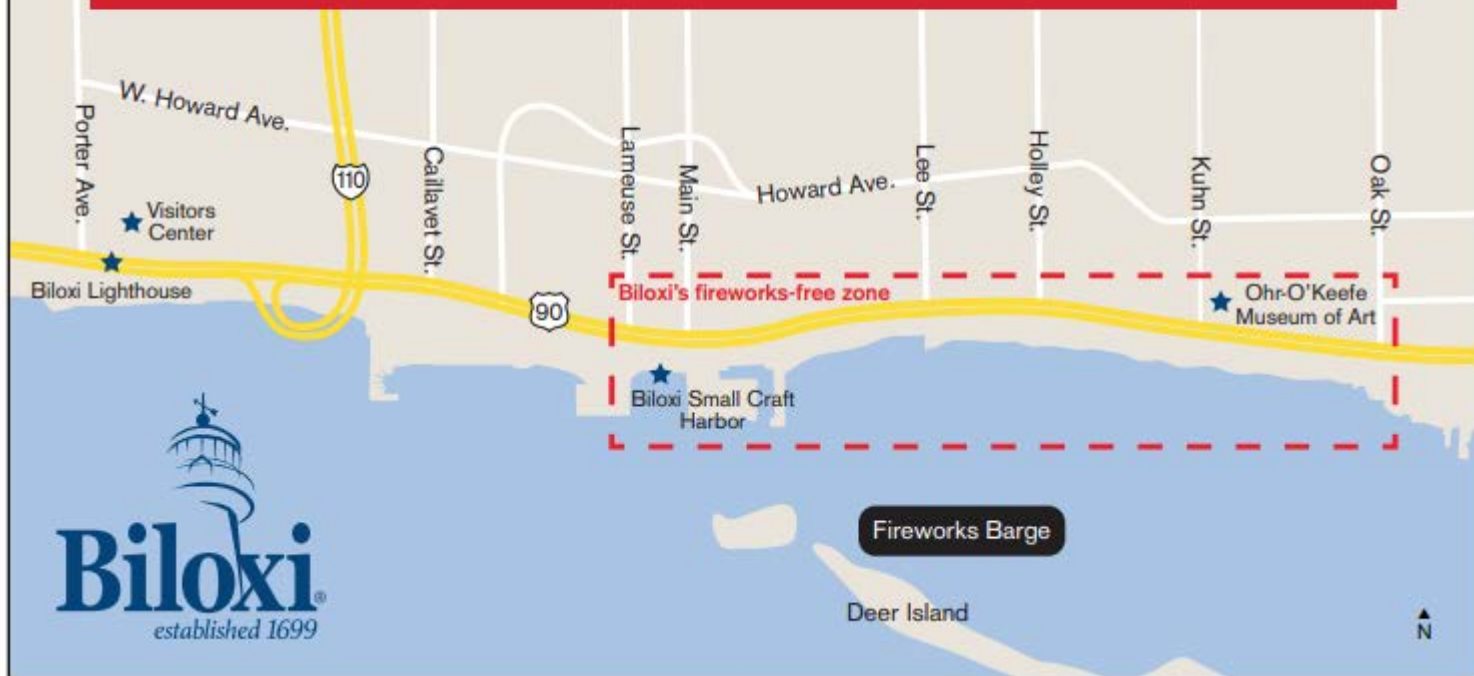 W. Howard Ave.
Porter Ave.
110
Caillavet St.
Lameuse St.
Main St.
Howard Ave.
Lee St.
Holley St.
Kuhn St.
Oak St.
Visitors
Center
Biloxi Lighthouse
90
Biloxi's fireworks-free zone
Ohr-O'Keefe
Museum of Art
Biloxi Small Craft
Harbor
Fireworks Barge
Deer Island
Biloxi®
established 1699
N